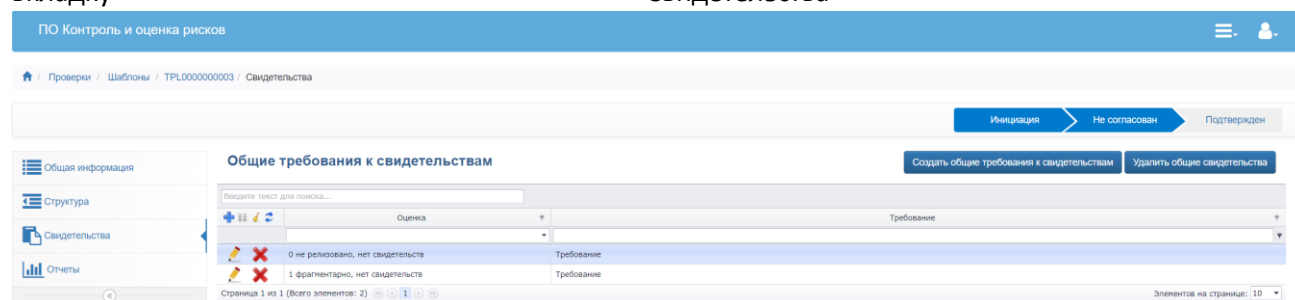 вкладку свидетельства
ПО Контроль и оценка рисков
/ Проверки / Шаблоны / TPL0000000003 / Свидетельства
Инициация Не согласован Подтвержден
Общая информация
Структура
Свидетельства
Отчеты
Общие требования к свидетельствам
Создать общие требования к свидетельствам Удалить общие свидетельства
Введите текст для поиска...
Оценка Требование
0 не релизовано, нет свидетельств Требование
1 фрагментарно, нет свидетельств Требование
Страница 1 из 1 (Всего элементов: 2) 1 Элементов на странице: 10